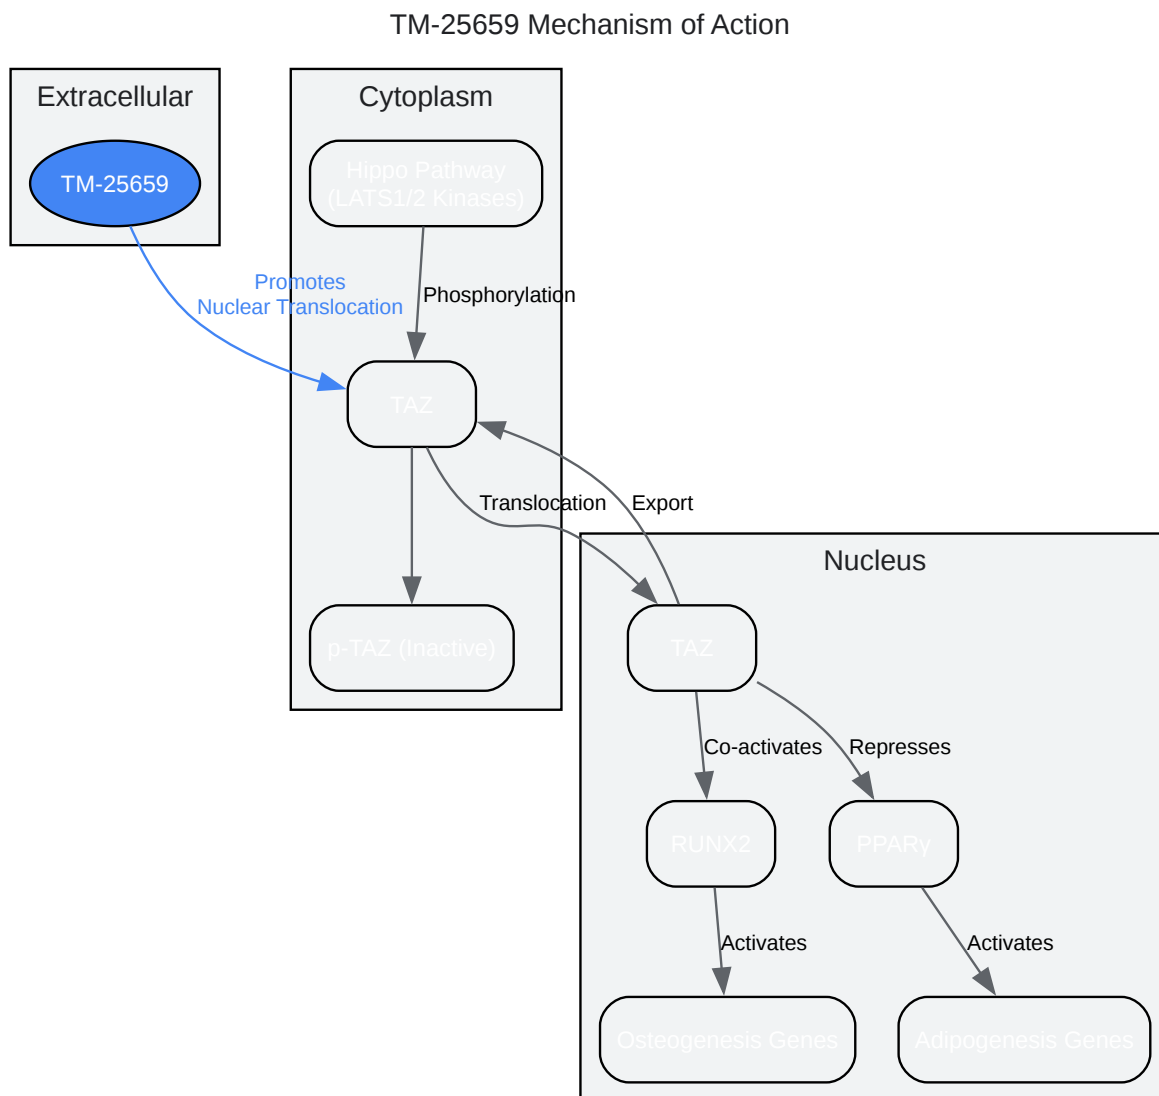 TM-25659 Mechanism of Action
Extracellular
Cytoplasm
TM-25659
Hippo Pathway
(LATS1/2 Kinases)
Promotes
Nuclear Translocation
Phosphorylation
TAZ
Translocation
Export
Nucleus
p-TAZ (Inactive)
TAZ
Co-activates
Represses
RUNX2
PPARγ
Activates
Activates
Osteogenesis Genes
Adipogenesis Genes